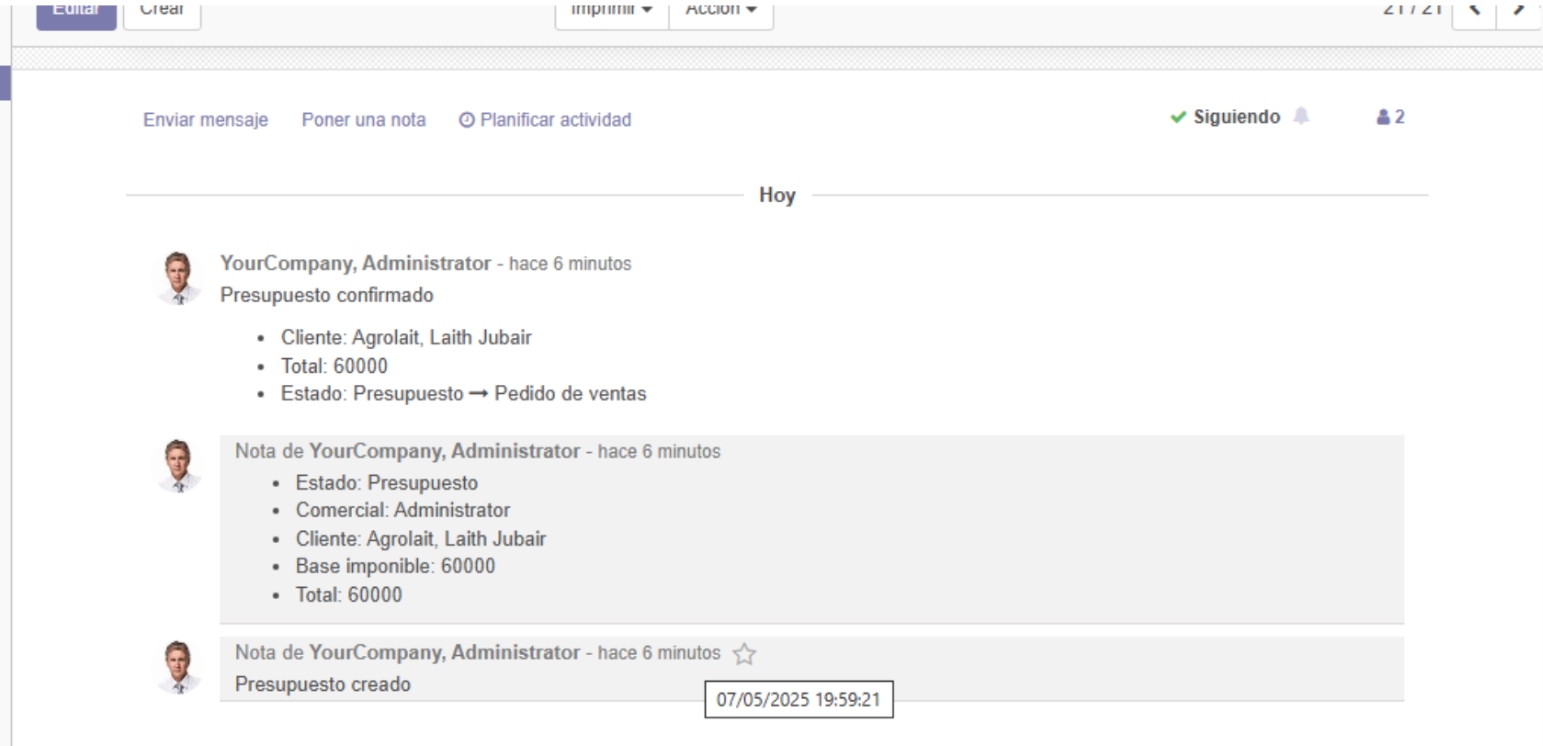 Editar Crear Imprimir Acción 21 / 21
Enviar mensaje Poner una nota Planificar actividad Siguiendo 2
Hoy
YourCompany, Administrator - hace 6 minutos
Presupuesto confirmado
• Cliente: Agrolait, Laith Jubair
• Total: 60000
• Estado: Presupuesto → Pedido de ventas
Nota de YourCompany, Administrator - hace 6 minutos
• Estado: Presupuesto
• Comercial: Administrator
• Cliente: Agrolait, Laith Jubair
• Base imponible: 60000
• Total: 60000
Nota de YourCompany, Administrator - hace 6 minutos
Presupuesto creado
07/05/2025 19:59:21